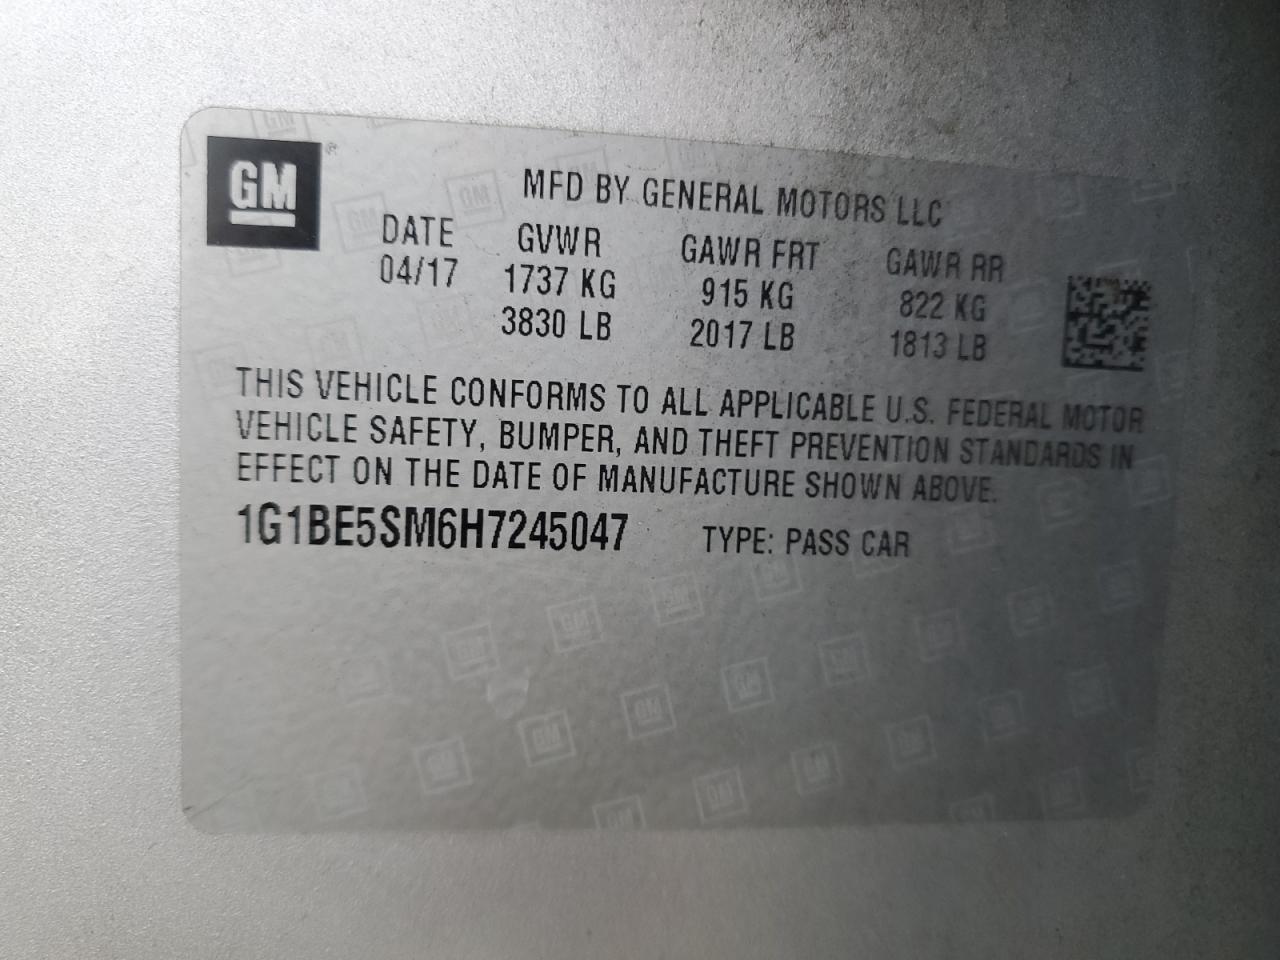 GM
MFD BY GENERAL MOTORS LLC
DATE GVWR GAWR FRT GAWR RR
04/17 1737 KG 915 KG 822 KG
3830 LB 2017 LB 1813 LB
THIS VEHICLE CONFORMS TO ALL APPLICABLE U.S. FEDERAL MOTOR
VEHICLE SAFETY, BUMPER, AND THEFT PREVENTION STANDARDS IN
EFFECT ON THE DATE OF MANUFACTURE SHOWN ABOVE.
1G1BE5SM6H7245047 TYPE: PASS CAR